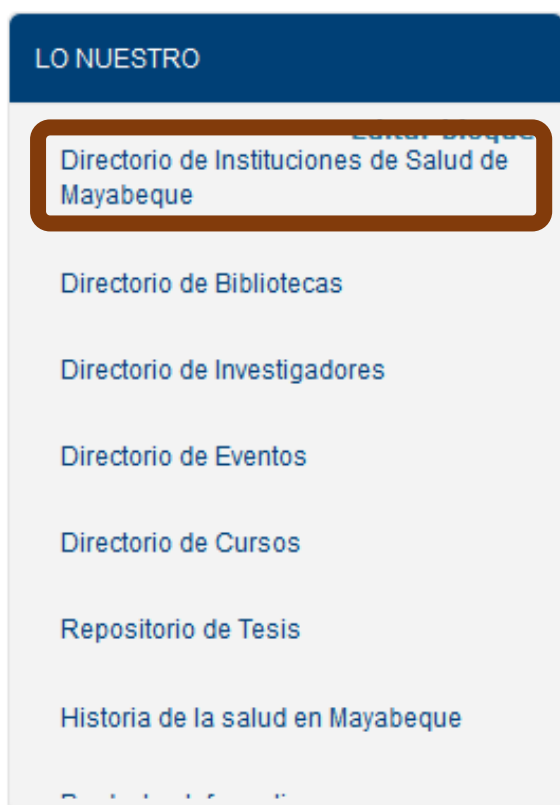 LO NUESTRO
Directorio de Instituciones de Salud de
Mayabeque
Directorio de Bibliotecas
Directorio de Investigadores
Directorio de Eventos
Directorio de Cursos
Repositorio de Tesis
Historia de la salud en Mayabeque